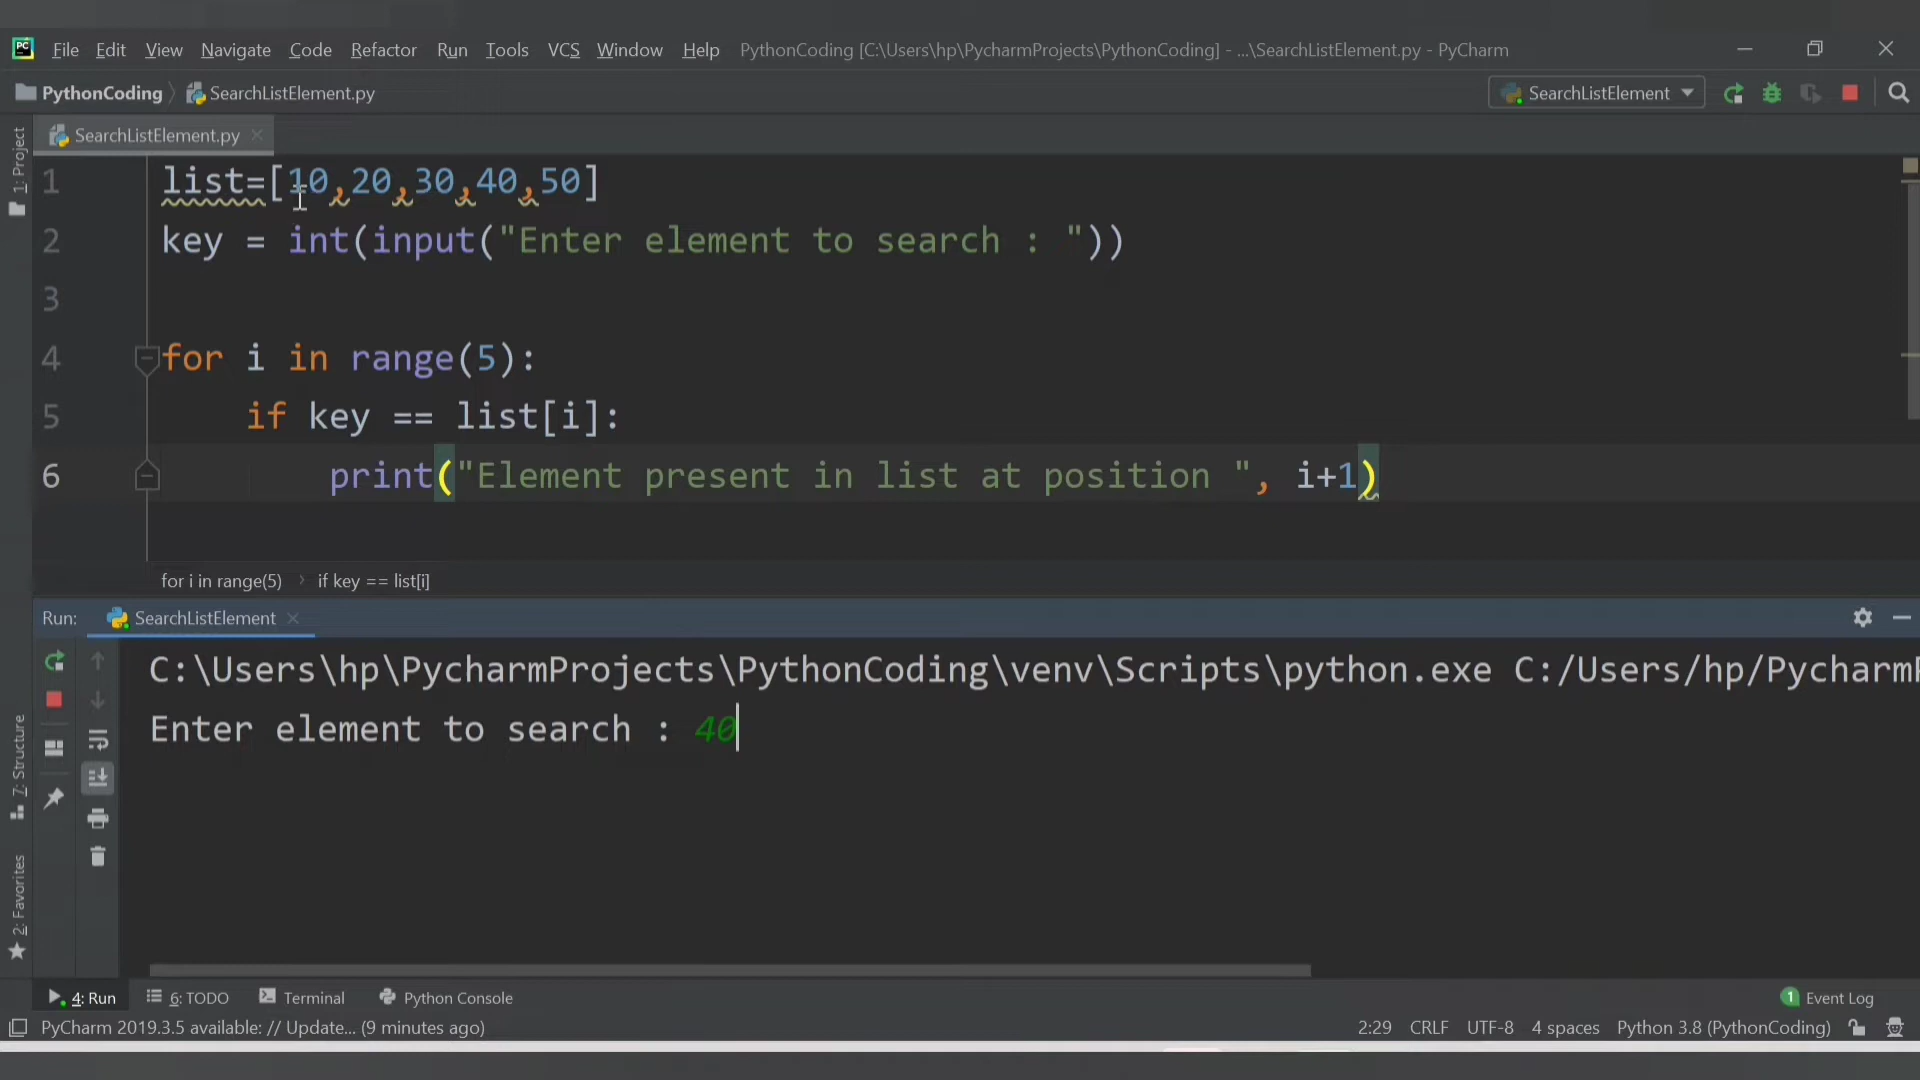 File Edit View Navigate Code Refactor Run Tools VCS Window Help PythonCoding [C:\Users\hp\PycharmProjects\PythonCoding] - ...\SearchListElement.py - PyCharm
PythonCoding SearchListElement.py SearchListElement
SearchListElement.py
1: Project
1 list=[10,20,30,40,50]
2 key = int(input("Enter element to search : "))
3
4 for i in range(5):
5 if key == list[i]:
6 print("Element present in list at position ", i+1)
for i in range(5) › if key == list[i]
Run: SearchListElement
C:\Users\hp\PycharmProjects\PythonCoding\venv\Scripts\python.exe C:/Users/hp/PycharmP
Enter element to search : 40
7: Structure
2: Favorites
4: Run 6: TODO Terminal Python Console 1 Event Log
PyCharm 2019.3.5 available: // Update... (9 minutes ago) 2:29 CRLF UTF-8 4 spaces Python 3.8 (PythonCoding)